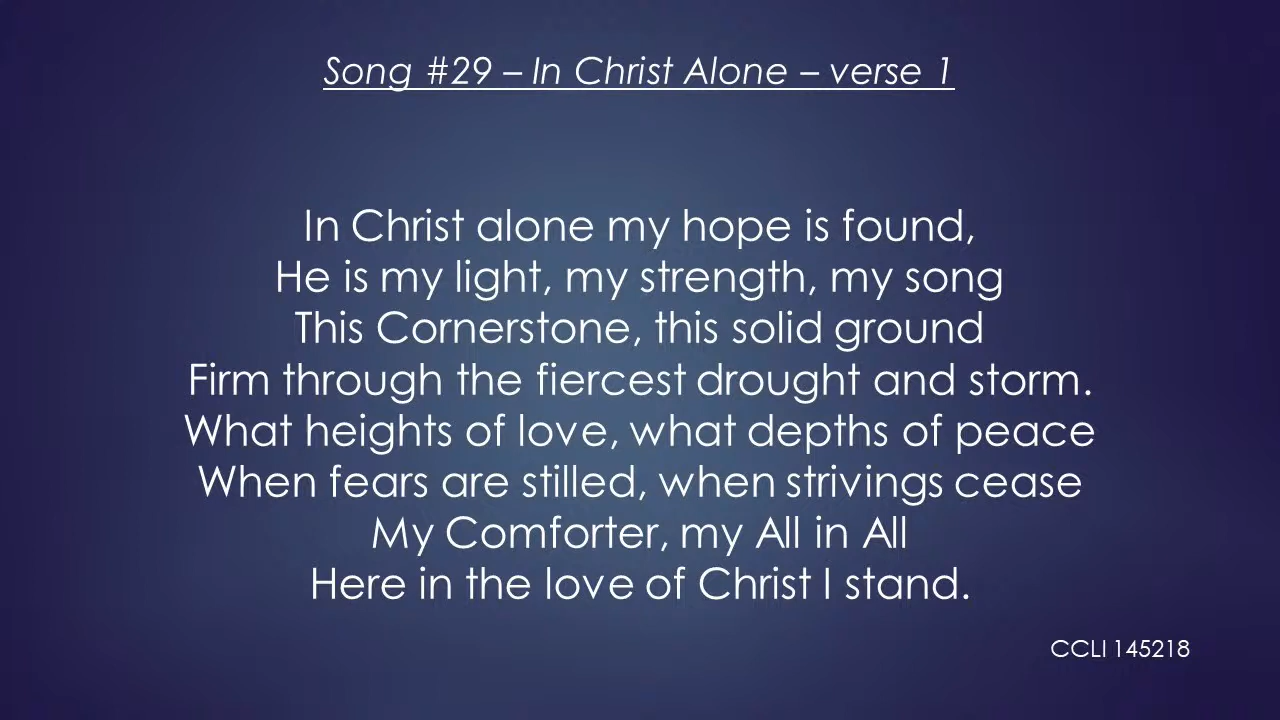 Song #29 – In Christ Alone – verse 1
In Christ alone my hope is found,
He is my light, my strength, my song
This Cornerstone, this solid ground
Firm through the fiercest drought and storm.
What heights of love, what depths of peace
When fears are stilled, when strivings cease
My Comforter, my All in All
Here in the love of Christ I stand.
CCLI 145218